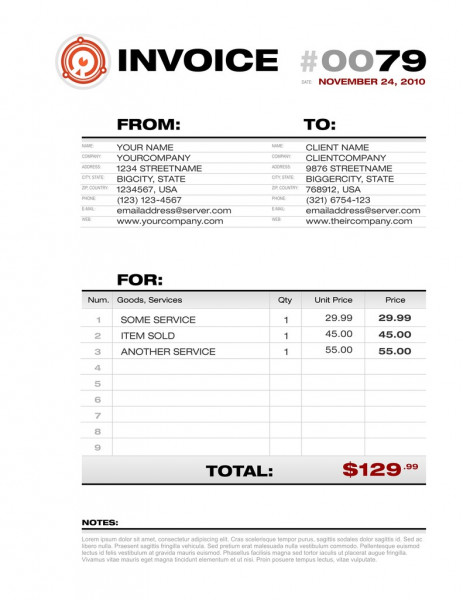 INVOICE #0079
DATE: NOVEMBER 24, 2010
FROM: TO:
NAME YOUR NAME NAME CLIENT NAME
COMPANY YOURCOMPANY COMPANY CLIENTCOMPANY
ADDRESS 1234 STREETNAME ADDRESS 9876 STREETNAME
CITY, STATE BIGCITY, STATE CITY, STATE BIGGERCITY, STATE
ZIP, COUNTRY 1234567, USA ZIP, COUNTRY 768912, USA
PHONE (123) 123-4567 PHONE (321) 6754-123
E-MAIL emailaddress@server.com E-MAIL emailaddress@server.com
WEB www.yourcompany.com WEB www.theircompany.com
FOR:
Num. Goods, Services Qty Unit Price Price
1 SOME SERVICE 1 29.99 29.99
2 ITEM SOLD 1 45.00 45.00
3 ANOTHER SERVICE 1 55.00 55.00
4
5
6
7
8
9
TOTAL: $129.99
NOTES:
Lorem ipsum dolor sit amet, consectetur adipiscing elit. Cras scelerisque tempor purus, sagittis sodales dolor dapibus id. Sed ac
libero nulla. Praesent sagittis fringilla vehicula. Sed pretium erat malesuada nulla vestibulum commodo. Pellentesque euismod
lectus id felis volutpat at gravida mauris euismod. Phasellus facilisis magna sed tortor iaculis ut laoreet augue fringilla.
Vivamus vitae mauris eget magna tincidunt elementum et ut nisi. Proin posuere tempus lectus, vitae vulputate.